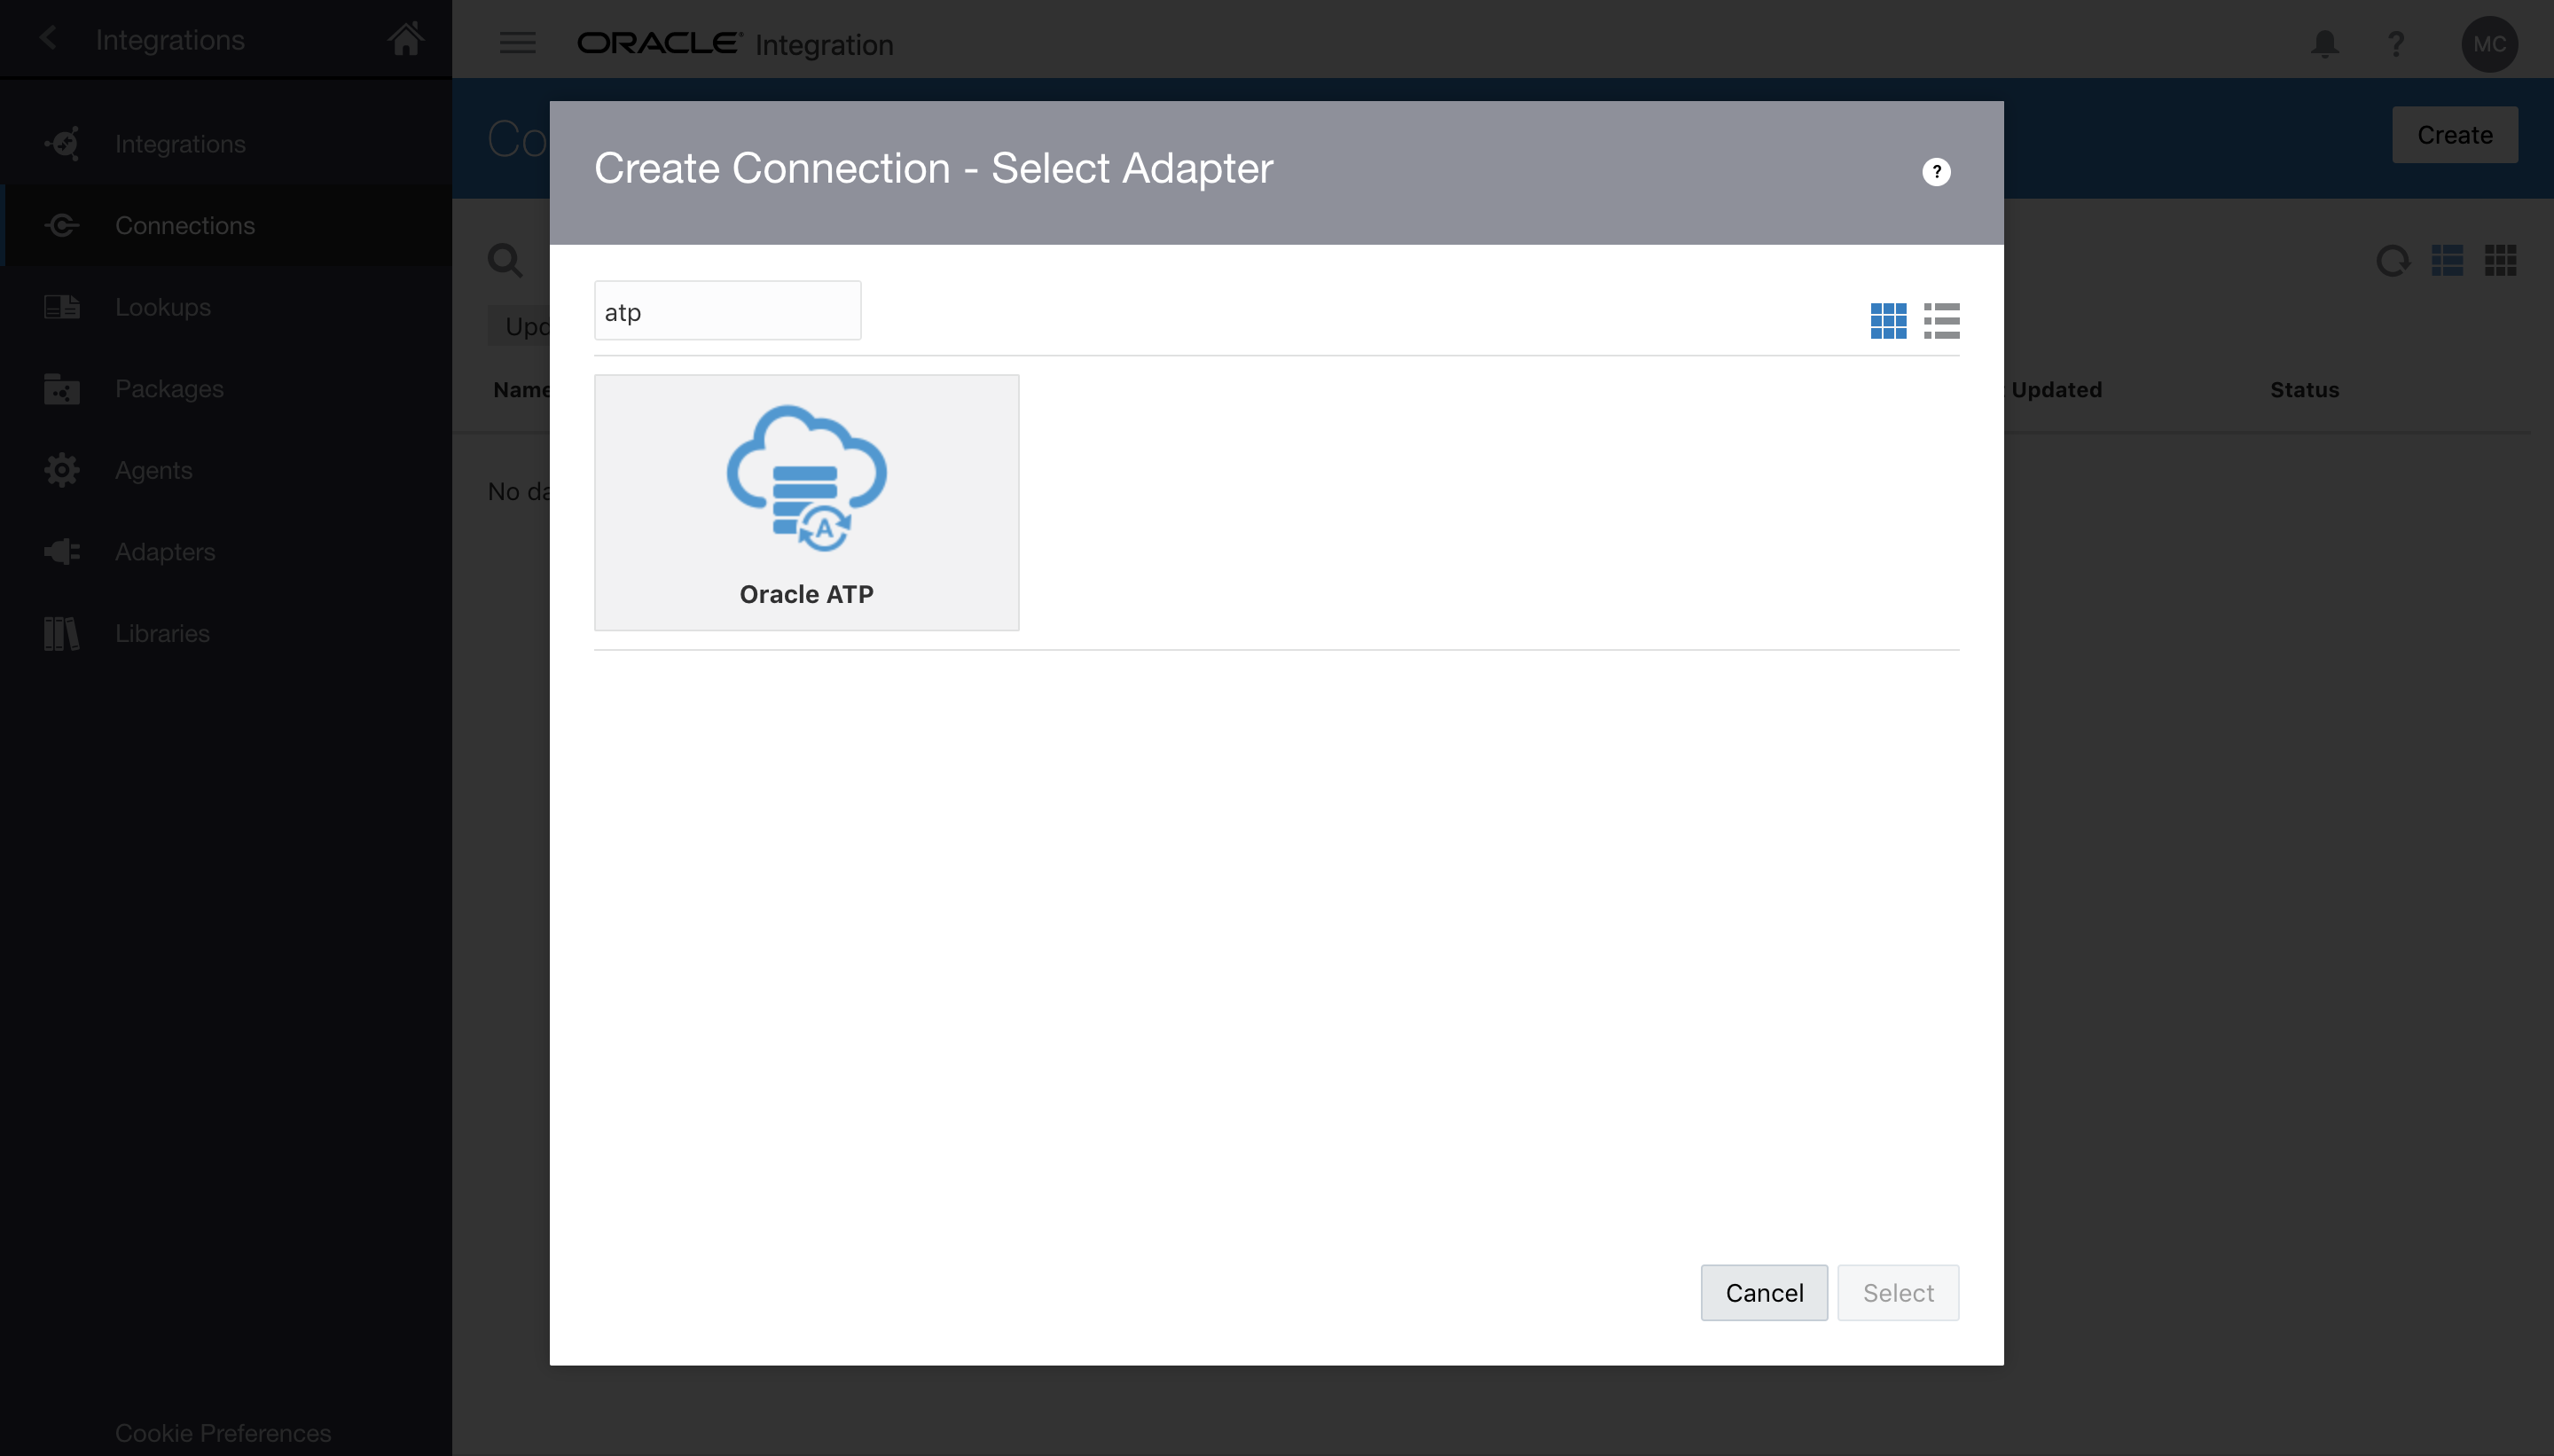 Integrations
ORACLE Integration
MC
Integrations
Connections
Lookups
Packages
Agents
Adapters
Libraries
Cookie Preferences
Co
Create
Upd
Name
Updated
Status
No da
Create Connection - Select Adapter
?
atp
A
Oracle ATP
Cancel
Select